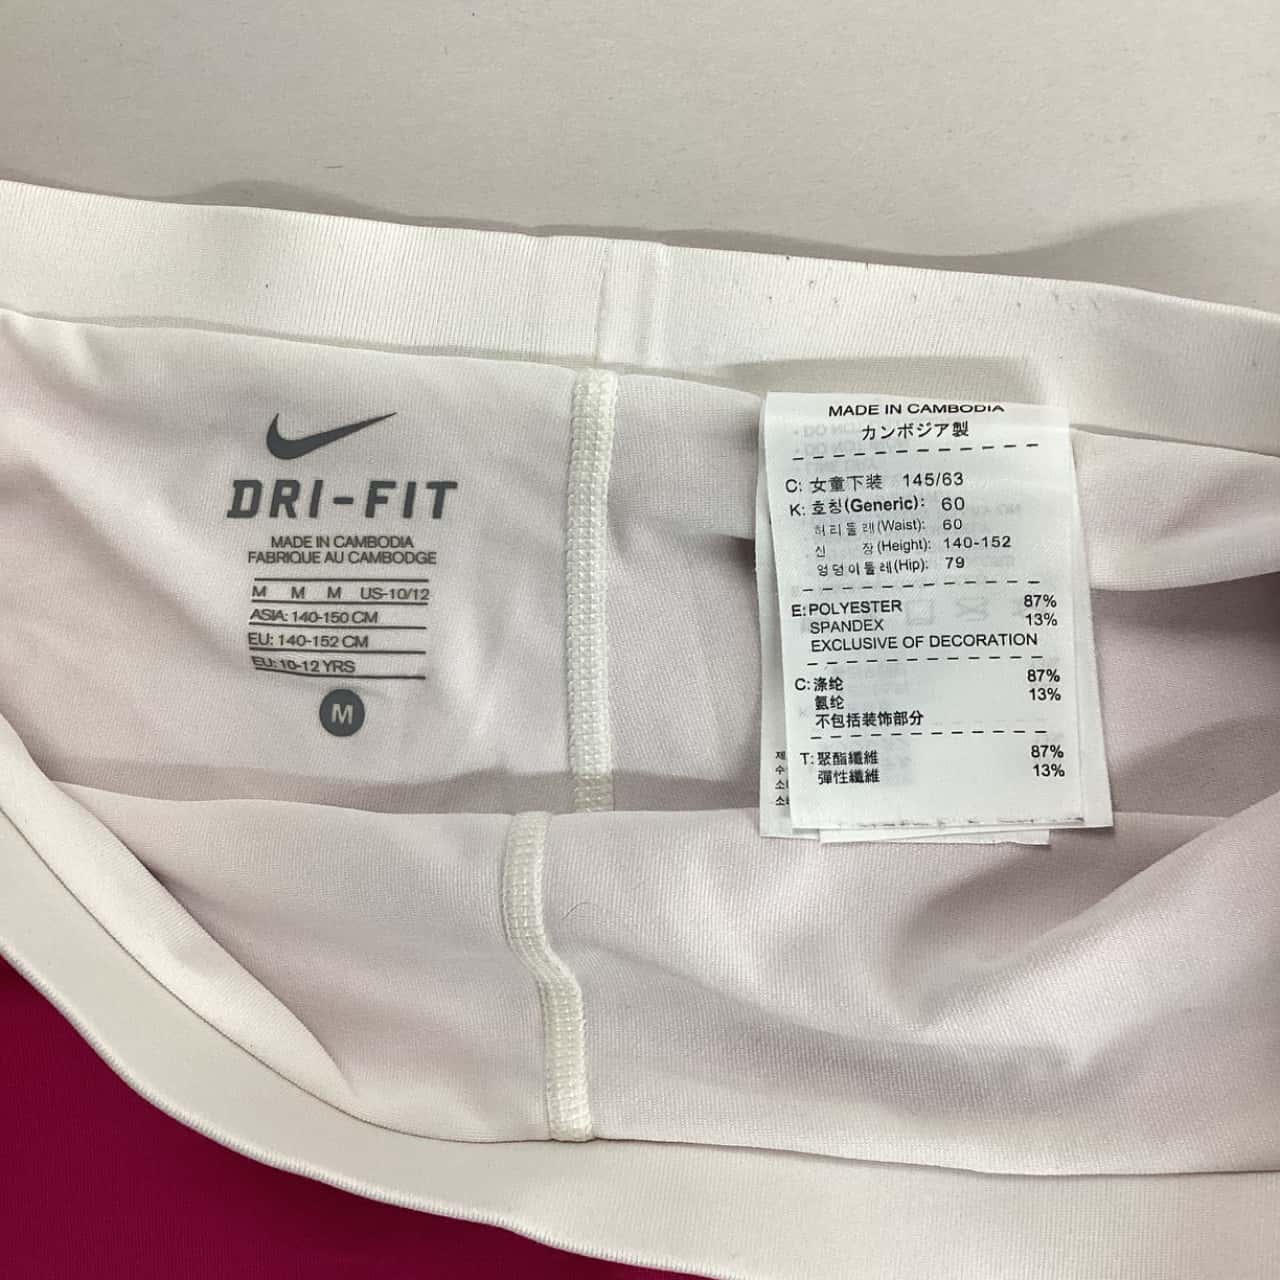 DRI-FIT
MADE IN CAMBODIA
FABRIQUE AU CAMBODGE
M M M US-10/12
ASIA: 140-150 CM
EU: 140-152 CM
EU: 10-12 YRS
M
MADE IN CAMBODIA
カンボジア製
C: 女童下装 145/63
K: 호칭(Generic): 60
허리둘레(Waist): 60
신 장(Height): 140-152
엉덩이둘레(Hip): 79
E: POLYESTER 87%
SPANDEX 13%
EXCLUSIVE OF DECORATION
C: 涤纶 87%
氨纶 13%
不包括装饰部分
T: 聚酯纖維 87%
彈性纖維 13%